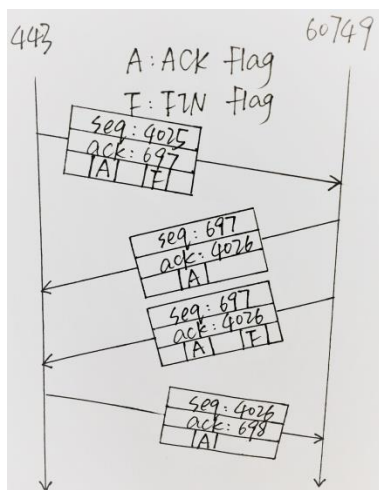 443
60749
A: ACK flag
F: FIN flag
seq: 4025
ack: 697
A F
seq: 697
ack: 4026
A
seq: 697
ack: 4026
A F
seq: 4026
ack: 698
A